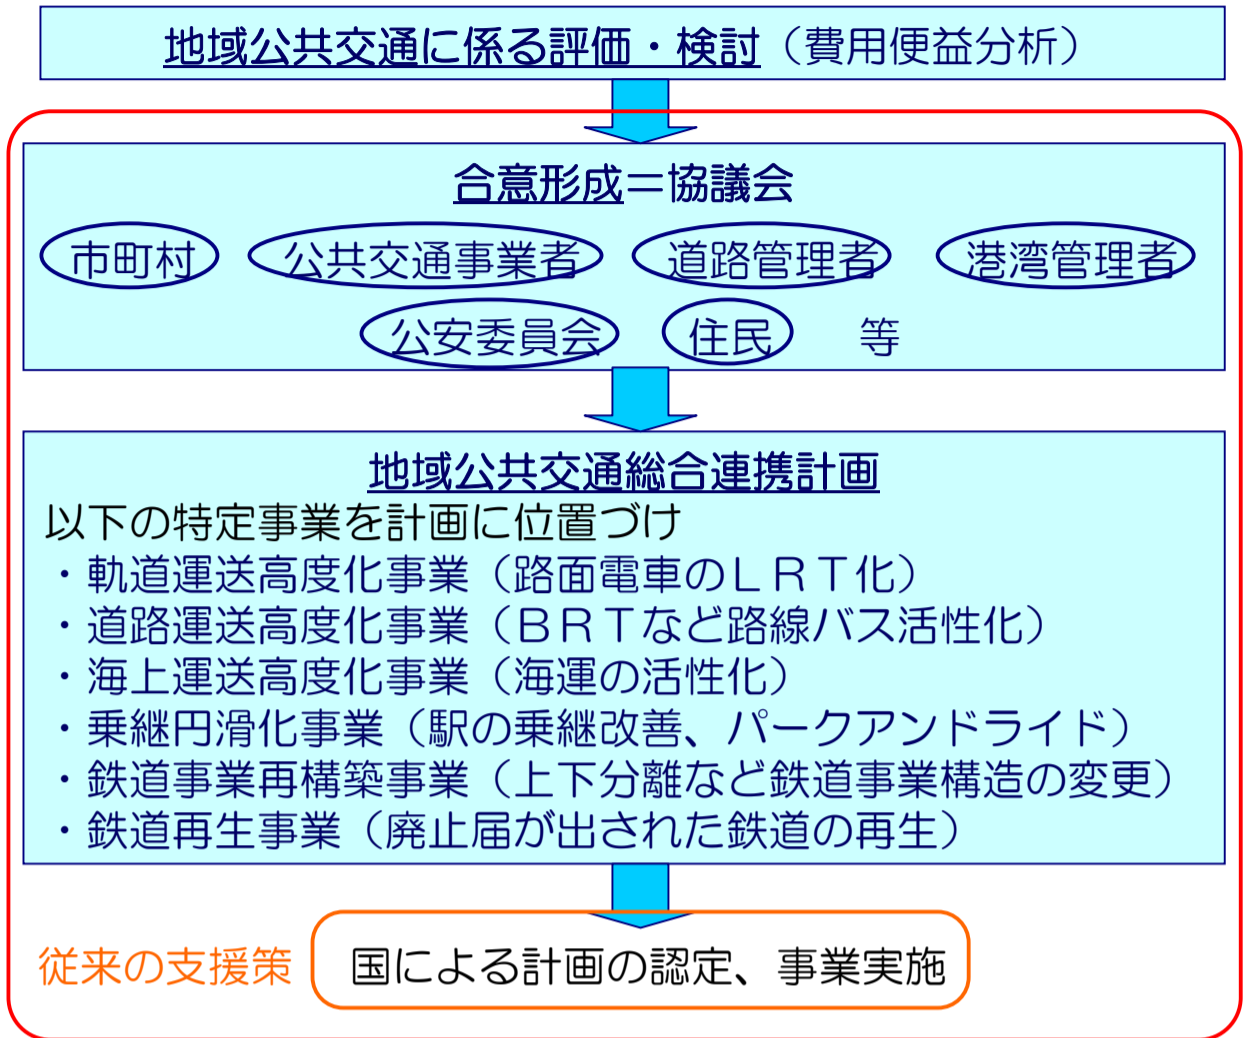 地域公共交通に係る評価・検討（費用便益分析）
合意形成＝協議会
市町村 公共交通事業者 道路管理者 港湾管理者
公安委員会 住民 等
地域公共交通総合連携計画
以下の特定事業を計画に位置づけ
・軌道運送高度化事業（路面電車のＬＲＴ化）
・道路運送高度化事業（ＢＲＴなど路線バス活性化）
・海上運送高度化事業（海運の活性化）
・乗継円滑化事業（駅の乗継改善、パークアンドライド）
・鉄道事業再構築事業（上下分離など鉄道事業構造の変更）
・鉄道再生事業（廃止届が出された鉄道の再生）
従来の支援策 国による計画の認定、事業実施